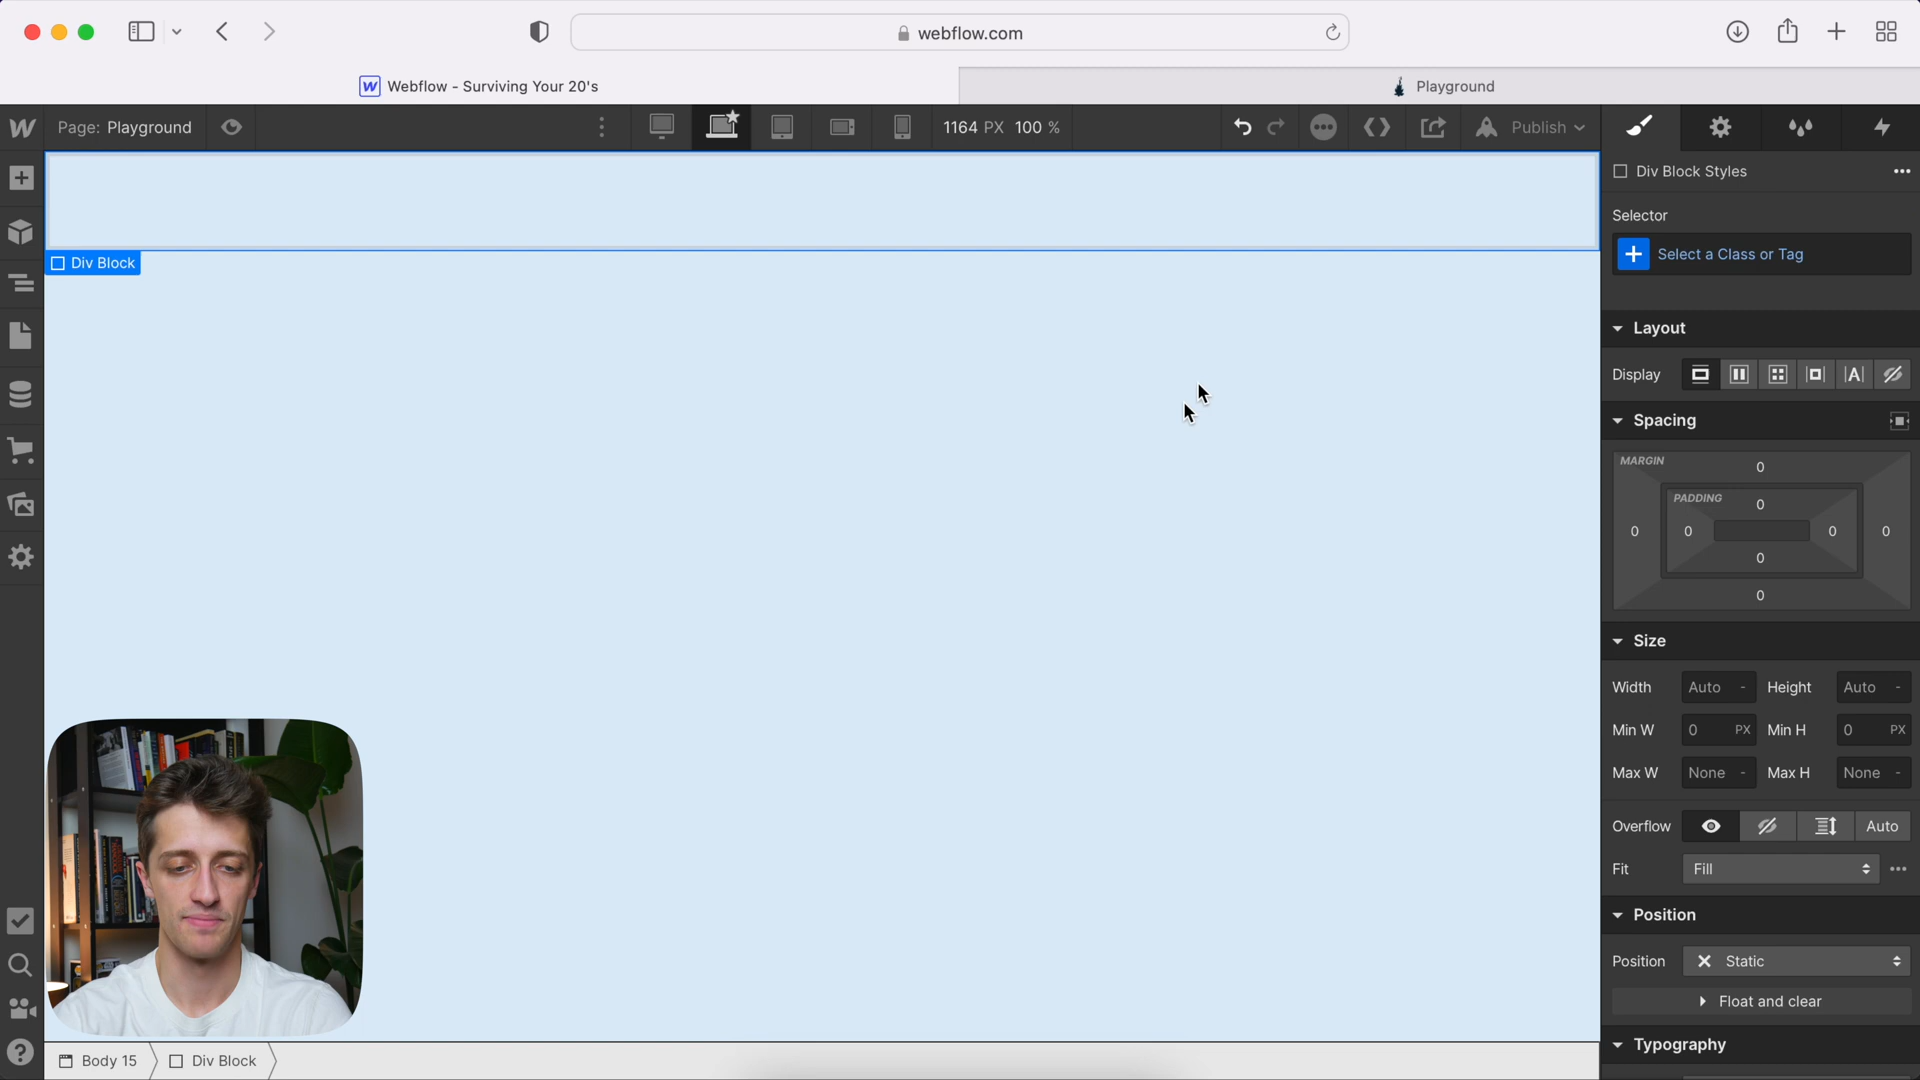 webflow.com
Webflow - Surviving Your 20's
Playground
Page: Playground
1164 PX 100 %
Publish
Div Block Styles
Selector
Select a Class or Tag
Div Block
Layout
Display
Spacing
MARGIN
0
PADDING
0
0 0 0 0
0
0
Size
Width Auto - Height Auto -
Min W 0 PX Min H 0 PX
Max W None - Max H None -
Overflow Auto
Fit Fill
Position
Position Static
Float and clear
Typography
Body 15 Div Block